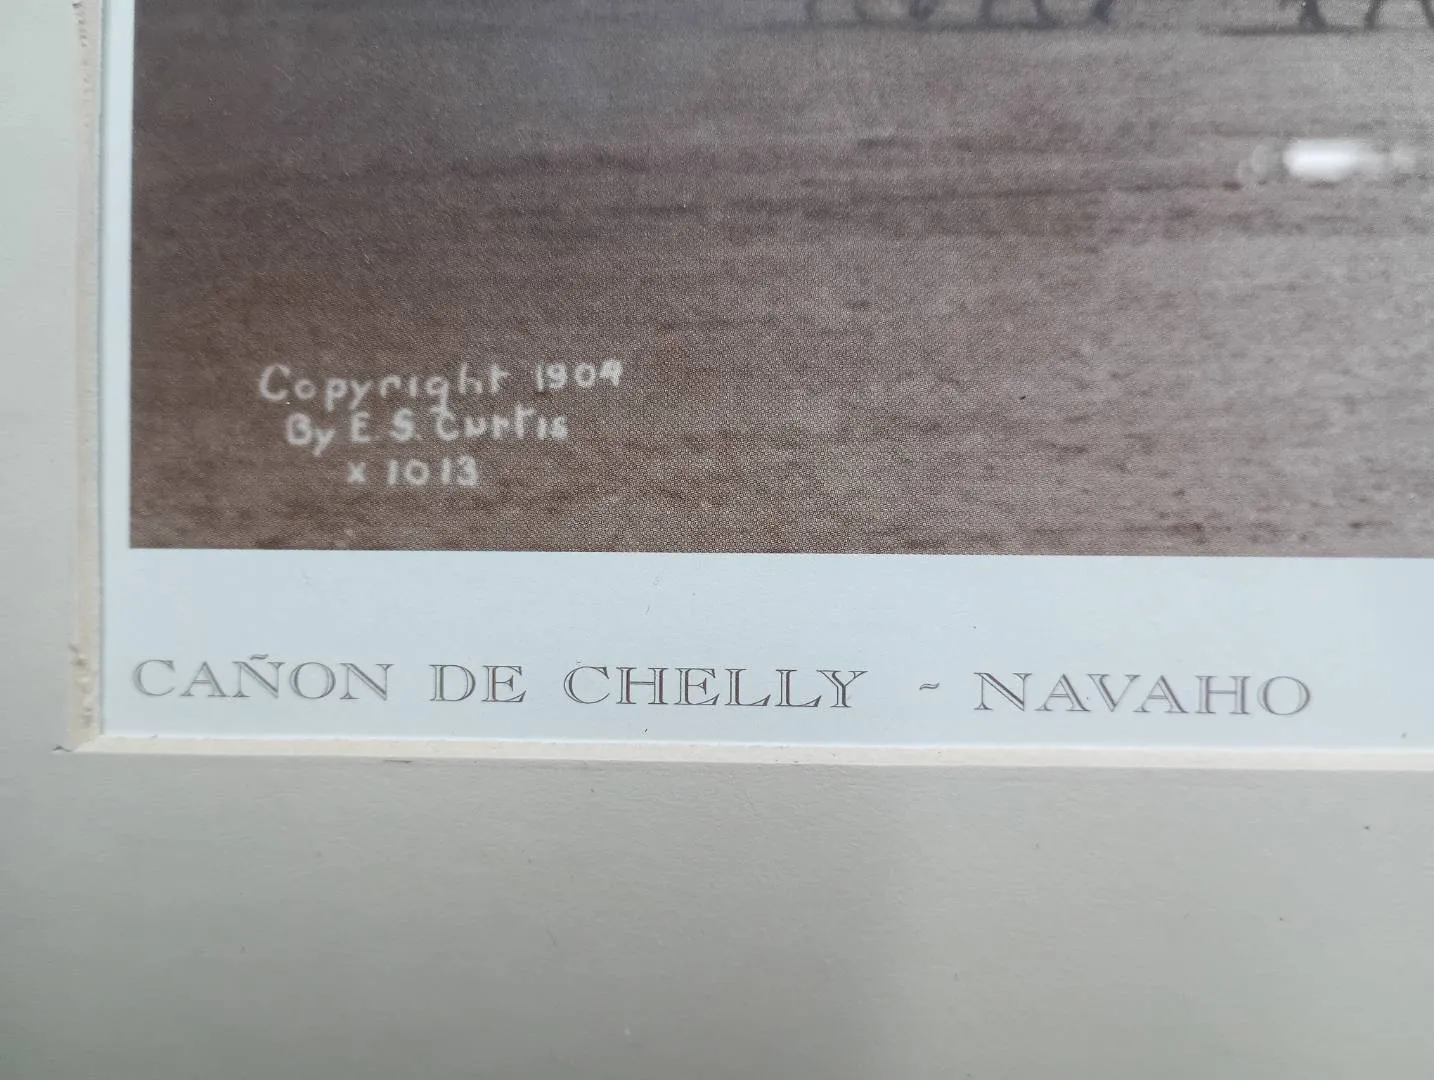 Copyright 1904
By E. S. Curtis
x 1013
CAÑON DE CHELLY - NAVAHO